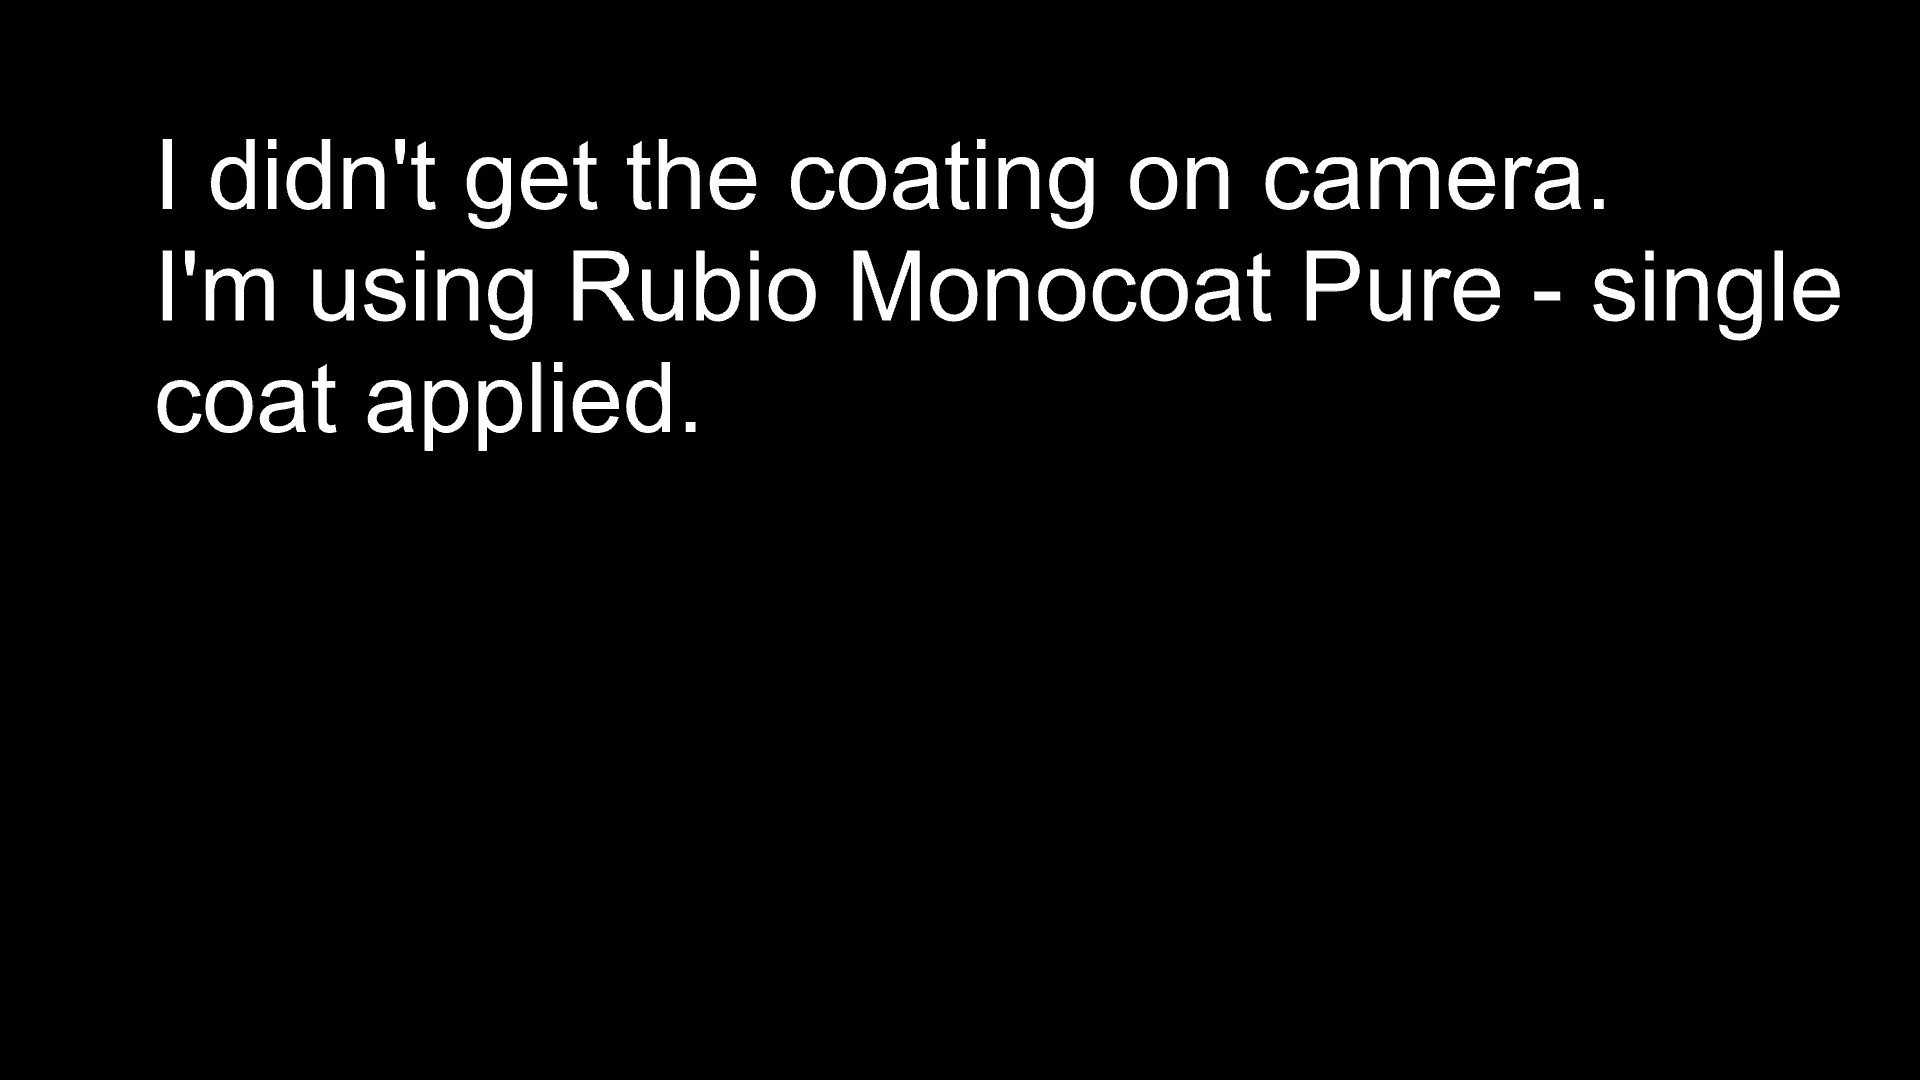 I didn't get the coating on camera.
I'm using Rubio Monocoat Pure - single
coat applied.